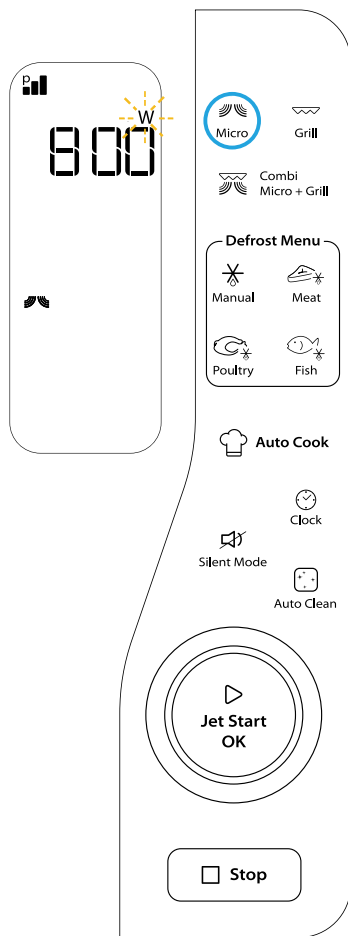 P
W
800
Micro
Grill
Combi
Micro + Grill
Defrost Menu
Manual
Meat
Poultry
Fish
Auto Cook
Clock
Silent Mode
Auto Clean
Jet Start
OK
Stop